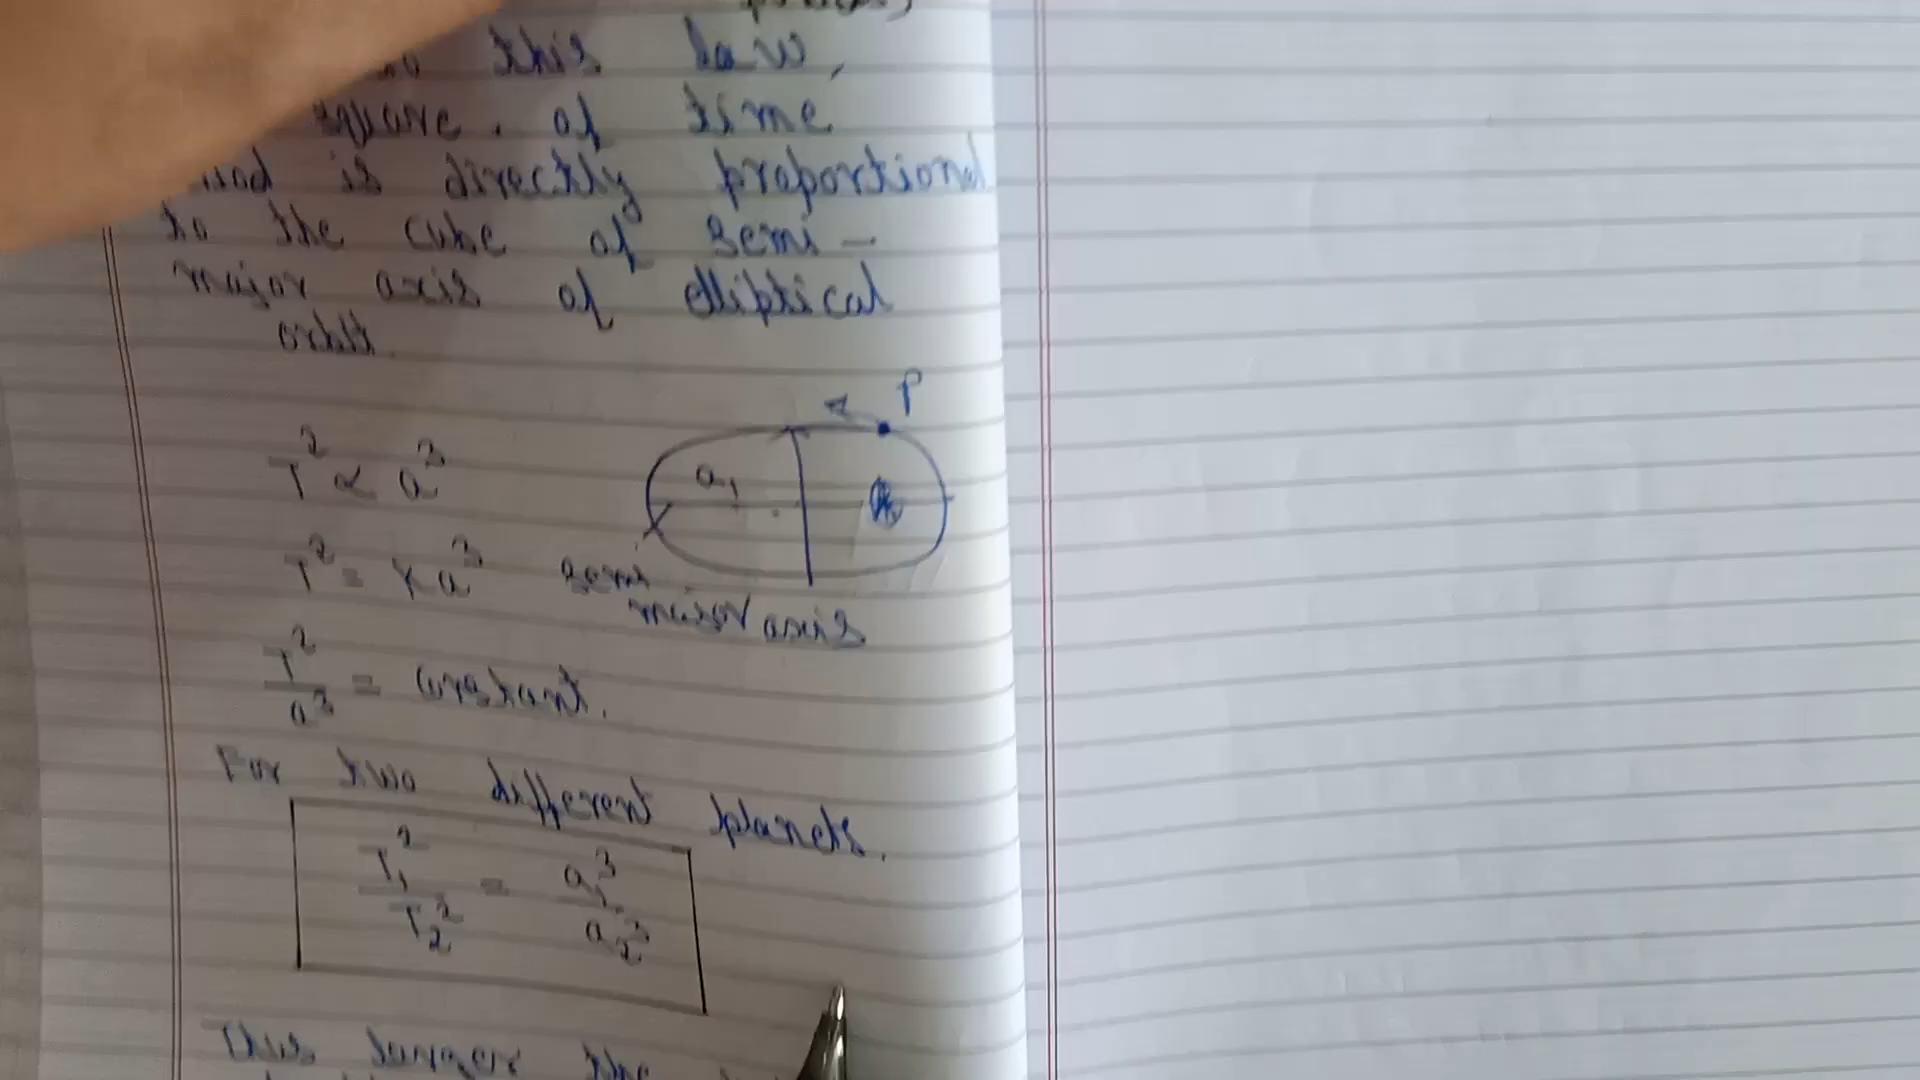 this law,
square . of time
is directly proportional
to the cube of semi -
major axis of elliptical
orbit.
P
a₁
T² ∝ a³
T² = K a³
semi
major axis
T²/a³ = constant.
For two different planets.
T₁²/T₂² = a₁³/a₂³
Thus larger the